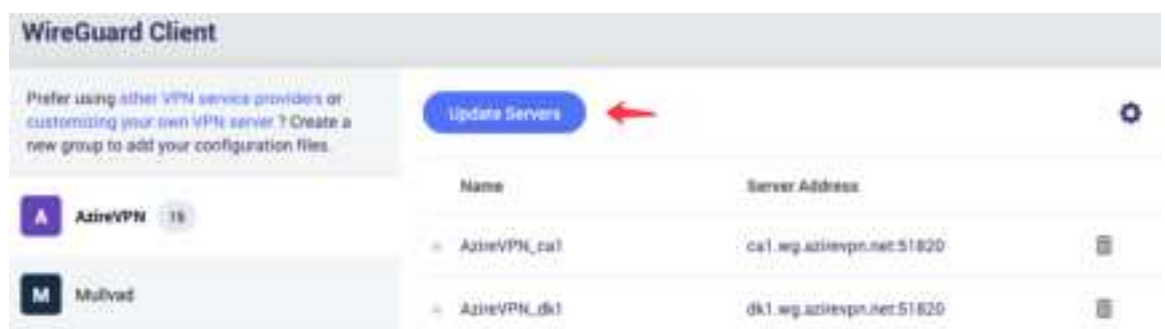 WireGuard Client
Prefer using other VPN service providers or
customizing your own VPN server ? Create a
new group to add your configuration files.
Update Servers
Name Server Address
A AzireVPN 15
AzireVPN_ca1 ca1.wg.azirevpn.net:51820
M Mullvad
AzireVPN_dk1 dk1.wg.azirevpn.net:51820